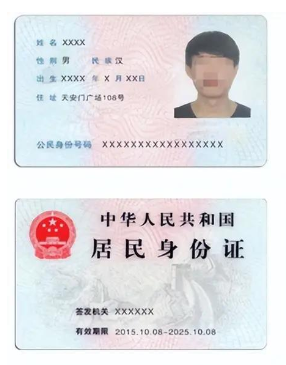 姓名 XXXX
性别 男 民族 汉
出生 XXXX 年 X 月 XX日
住址 天安门广场108号
公民身份号码 XXXXXXXXXXXXXXXXX
中华人民共和国
居民身份证
签发机关 XXXXXX
有效期限 2015.10.08-2025.10.08